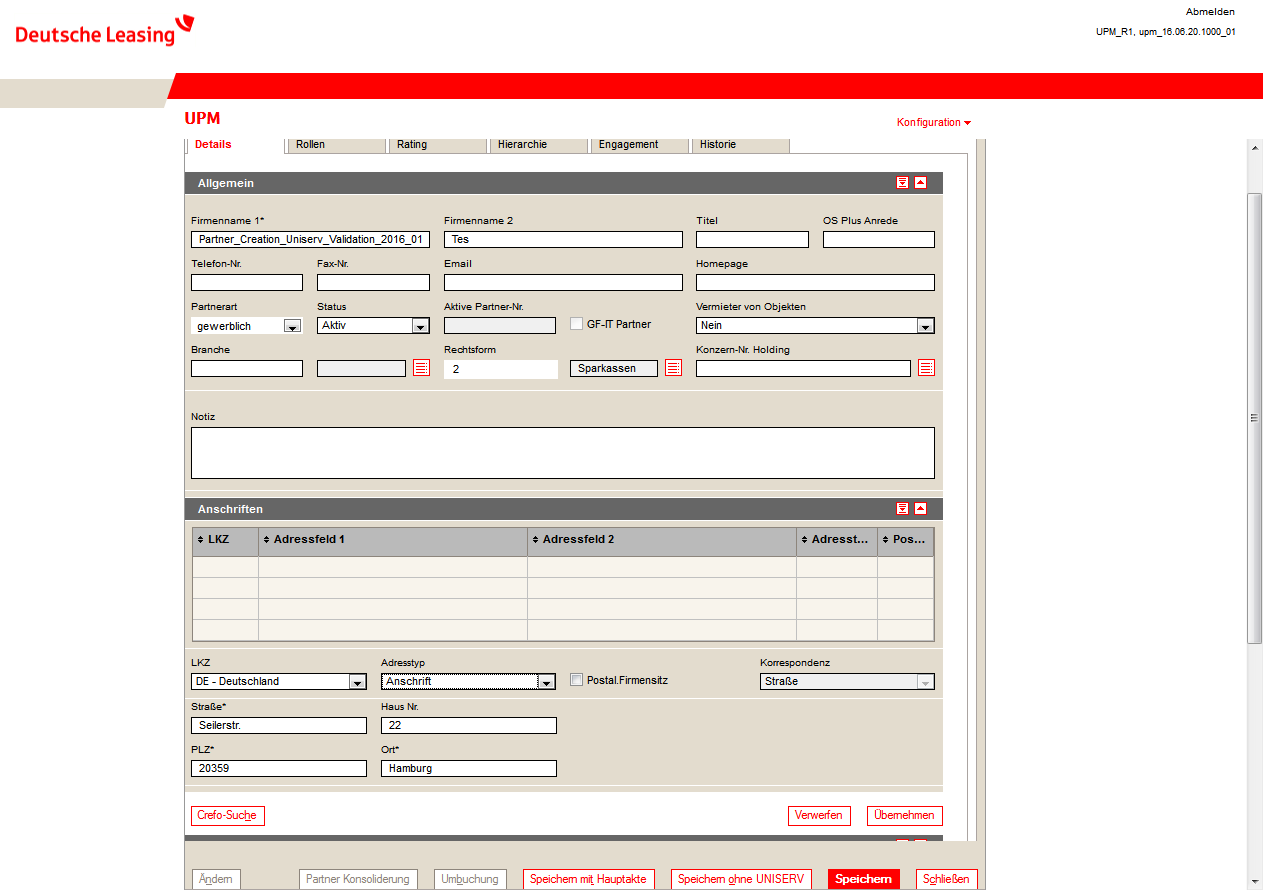 Deutsche Leasing
Abmelden
UPM_R1, upm_16.06.20.1000_01
UPM
Konfiguration
Details Rollen Rating Hierarchie Engagement Historie
Allgemein
Firmenname 1* Firmenname 2 Titel OS Plus Anrede
Partner_Creation_Uniserv_Validation_2016_01 Tes
Telefon-Nr. Fax-Nr. Email Homepage
Partnerart Status Aktive Partner-Nr. Vermieter von Objekten
gewerblich Aktiv GF-IT Partner Nein
Branche Rechtsform Konzern-Nr. Holding
2 Sparkassen
Notiz
Anschriften
LKZ Adressfeld 1 Adressfeld 2 Adresst... Pos...
LKZ Adresstyp Korrespondenz
DE - Deutschland Anschrift Postal.Firmensitz Straße
Straße* Haus Nr.
Seilerstr. 22
PLZ* Ort*
20359 Hamburg
Crefo-Suche Verwerfen Übernehmen
Ändern Partner Konsolidierung Umbuchung Speichern mit Hauptakte Speichern ohne UNISERV Speichern Schließen